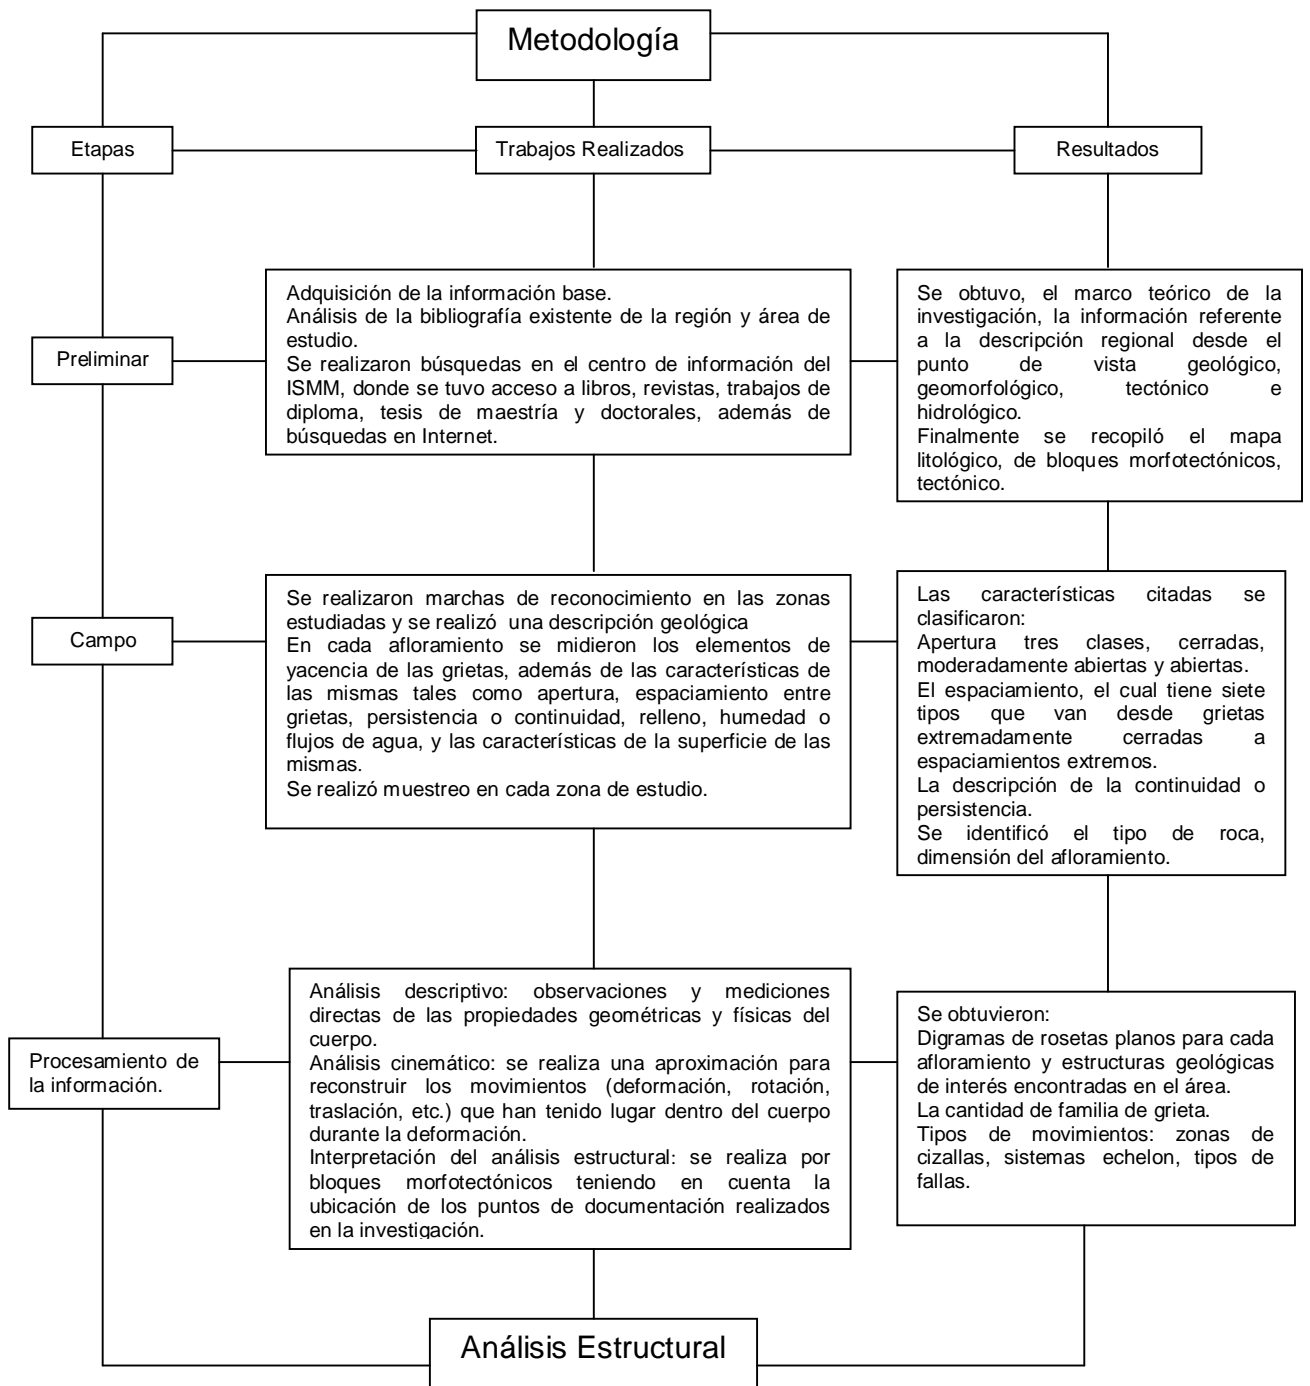 Metodología
Etapas
Trabajos Realizados
Resultados
Preliminar
Adquisición de la información base.
Análisis de la bibliografía existente de la región y área de
estudio.
Se realizaron búsquedas en el centro de información del
ISMM, donde se tuvo acceso a libros, revistas, trabajos de
diploma, tesis de maestría y doctorales, además de
búsquedas en Internet.
Se obtuvo, el marco teórico de la
investigación, la información referente
a la descripción regional desde el
punto de vista geológico,
geomorfológico, tectónico e
hidrológico.
Finalmente se recopiló el mapa
litológico, de bloques morfotectónicos,
tectónico.
Campo
Se realizaron marchas de reconocimiento en las zonas
estudiadas y se realizó una descripción geológica
En cada afloramiento se midieron los elementos de
yacencia de las grietas, además de las características de
las mismas tales como apertura, espaciamiento entre
grietas, persistencia o continuidad, relleno, humedad o
flujos de agua, y las características de la superficie de las
mismas.
Se realizó muestreo en cada zona de estudio.
Las características citadas se
clasificaron:
Apertura tres clases, cerradas,
moderadamente abiertas y abiertas.
El espaciamiento, el cual tiene siete
tipos que van desde grietas
extremadamente cerradas a
espaciamientos extremos.
La descripción de la continuidad o
persistencia.
Se identificó el tipo de roca,
dimensión del afloramiento.
Procesamiento de
la información.
Análisis descriptivo: observaciones y mediciones
directas de las propiedades geométricas y físicas del
cuerpo.
Análisis cinemático: se realiza una aproximación para
reconstruir los movimientos (deformación, rotación,
traslación, etc.) que han tenido lugar dentro del cuerpo
durante la deformación.
Interpretación del análisis estructural: se realiza por
bloques morfotectónicos teniendo en cuenta la
ubicación de los puntos de documentación realizados
en la investigación.
Se obtuvieron:
Digramas de rosetas planos para cada
afloramiento y estructuras geológicas
de interés encontradas en el área.
La cantidad de familia de grieta.
Tipos de movimientos: zonas de
cizallas, sistemas echelon, tipos de
fallas.
Análisis Estructural